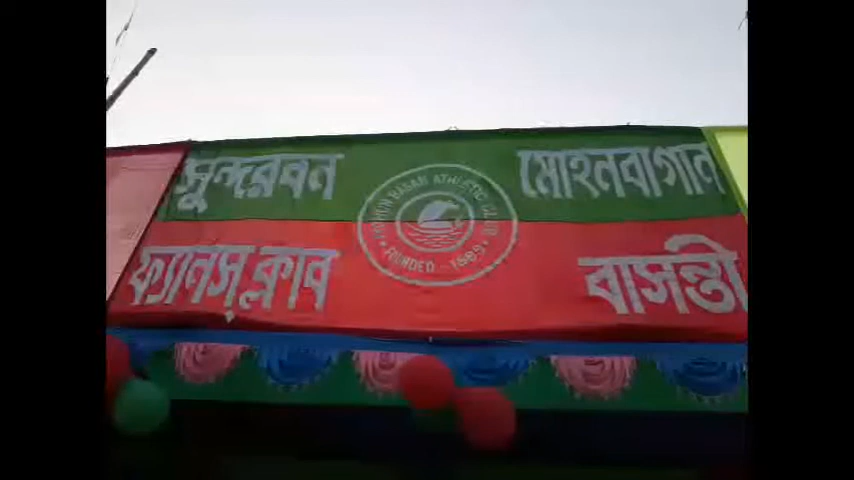 সুন্দরবন মোহনবাগান
MOHUN BAGAN ATHLETIC CLUB
FOUNDED 1889
ফ্যানস ক্লাব বাসন্তী